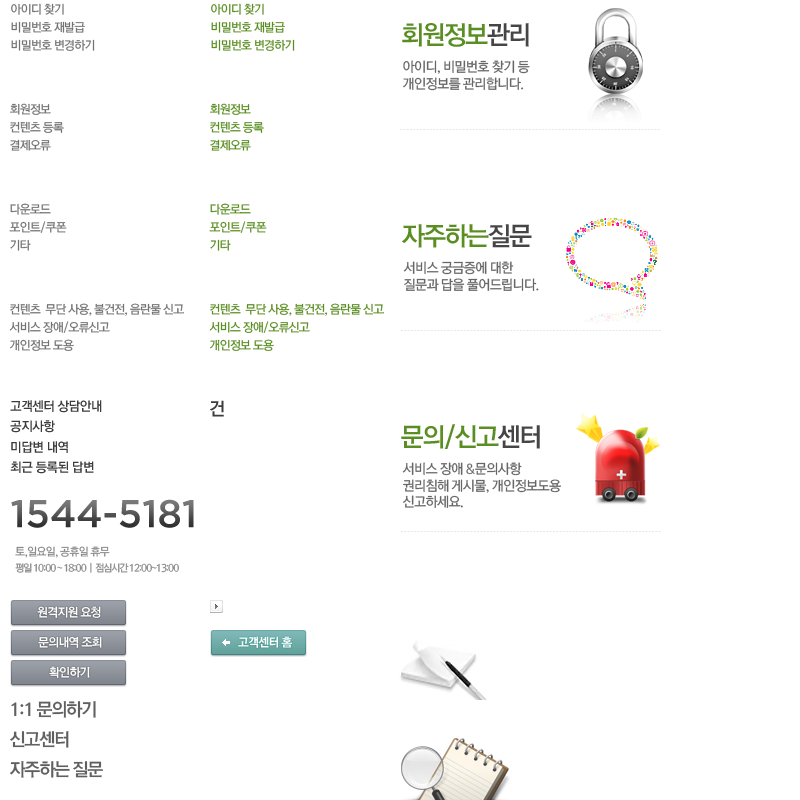 아이디 찾기
비밀번호 재발급
비밀번호 변경하기
회원정보
컨텐츠 등록
결제오류
다운로드
포인트/쿠폰
기타
컨텐츠 무단 사용, 불건전, 음란물 신고
서비스 장애/오류신고
개인정보 도용
고객센터 상담안내
공지사항
미답변 내역
최근 등록된 답변
1544-5181
토,일요일, 공휴일 휴무
평일 10:00 ~ 18:00 | 점심시간 12:00~13:00
원격지원 요청
문의내역 조회
확인하기
1:1 문의하기
신고센터
자주하는 질문
아이디 찾기
비밀번호 재발급
비밀번호 변경하기
회원정보
컨텐츠 등록
결제오류
다운로드
포인트/쿠폰
기타
컨텐츠 무단 사용, 불건전, 음란물 신고
서비스 장애/오류신고
개인정보 도용
건
고객센터 홈
회원정보관리
아이디, 비밀번호 찾기 등
개인정보를 관리합니다.
자주하는질문
서비스 궁금증에 대한
질문과 답을 풀어드립니다.
문의/신고센터
서비스 장애 &문의사항
권리침해 게시물, 개인정보도용
신고하세요.